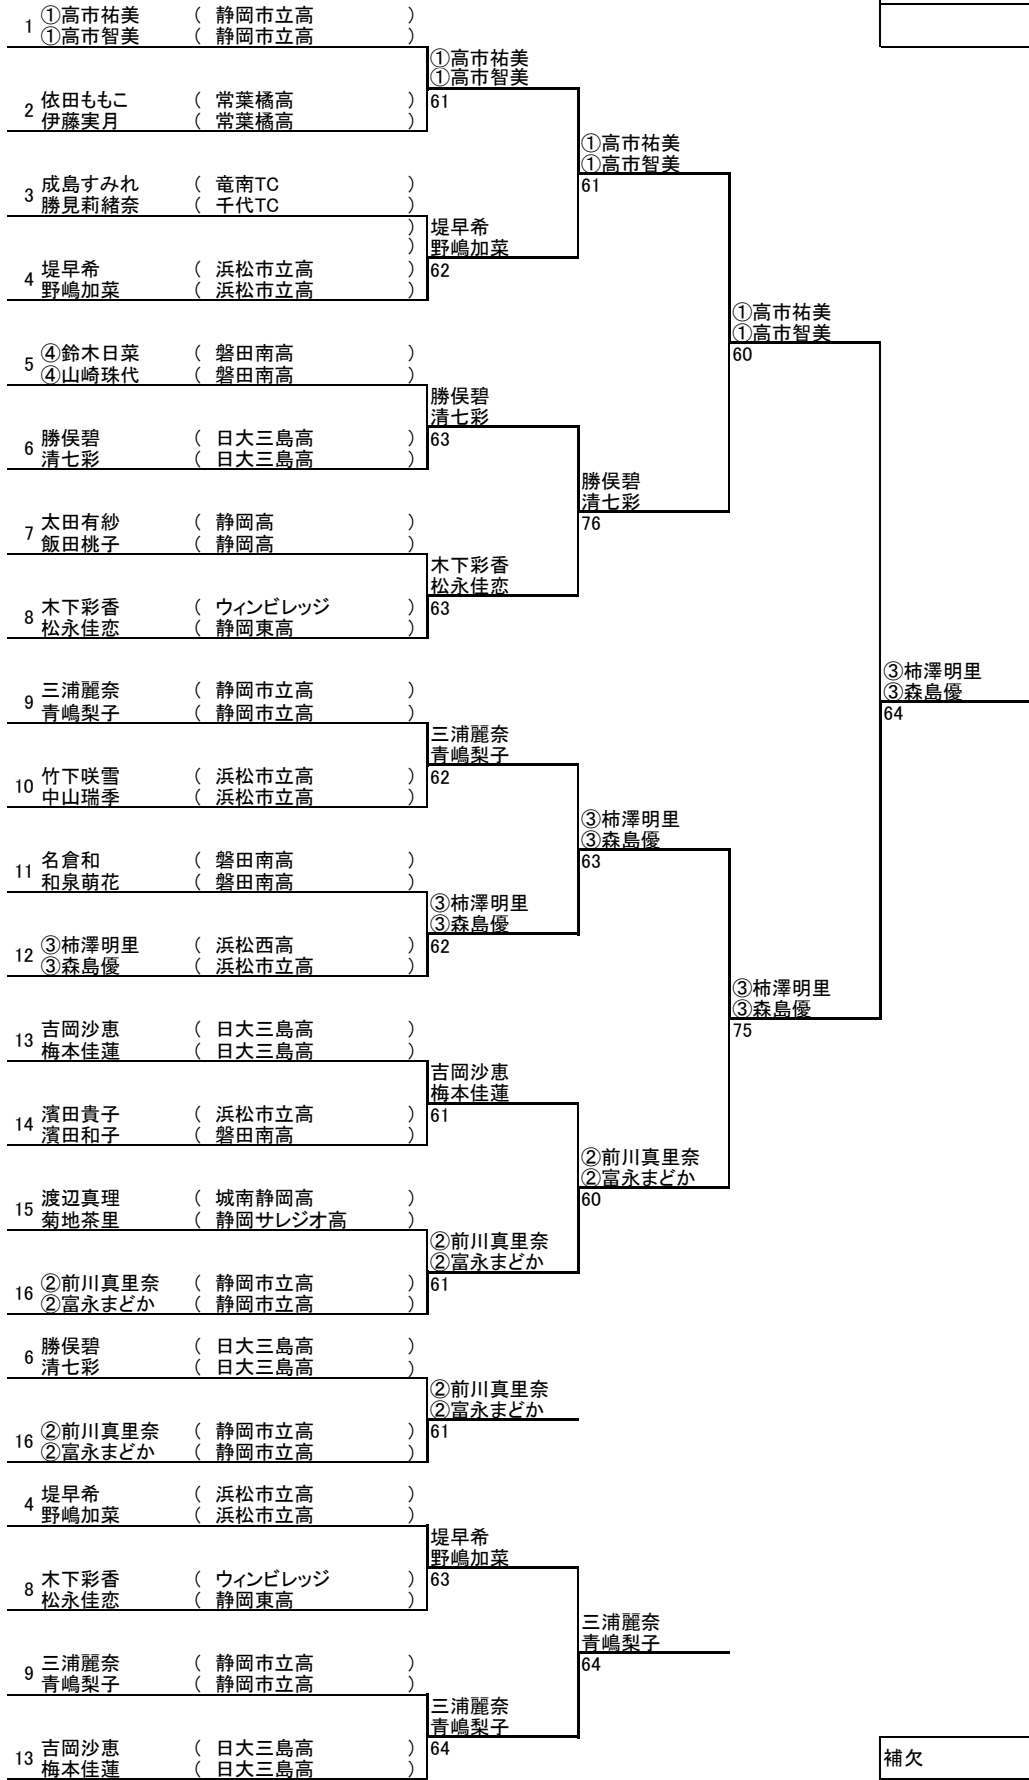 1 ①高市祐美 ( 静岡市立高 )
①高市智美 ( 静岡市立高 )
①高市祐美
①高市智美
61
2 依田ももこ ( 常葉橘高 )
伊藤実月 ( 常葉橘高 )
①高市祐美
①高市智美
61
3 成島すみれ ( 竜南TC )
勝見莉緒奈 ( 千代TC )
)
)
堤早希
野嶋加菜
62
4 堤早希 ( 浜松市立高 )
野嶋加菜 ( 浜松市立高 )
①高市祐美
①高市智美
60
5 ④鈴木日菜 ( 磐田南高 )
④山崎珠代 ( 磐田南高 )
勝俣碧
清七彩
63
6 勝俣碧 ( 日大三島高 )
清七彩 ( 日大三島高 )
勝俣碧
清七彩
76
7 太田有紗 ( 静岡高 )
飯田桃子 ( 静岡高 )
木下彩香
松永佳恋
63
8 木下彩香 ( ウィンビレッジ )
松永佳恋 ( 静岡東高 )
③柿澤明里
③森島優
64
9 三浦麗奈 ( 静岡市立高 )
青嶋梨子 ( 静岡市立高 )
三浦麗奈
青嶋梨子
62
10 竹下咲雪 ( 浜松市立高 )
中山瑞季 ( 浜松市立高 )
③柿澤明里
③森島優
63
11 名倉和 ( 磐田南高 )
和泉萌花 ( 磐田南高 )
③柿澤明里
③森島優
62
12 ③柿澤明里 ( 浜松西高 )
③森島優 ( 浜松市立高 )
③柿澤明里
③森島優
75
13 吉岡沙恵 ( 日大三島高 )
梅本佳蓮 ( 日大三島高 )
吉岡沙恵
梅本佳蓮
61
14 濱田貴子 ( 浜松市立高 )
濱田和子 ( 磐田南高 )
②前川真里奈
②富永まどか
60
15 渡辺真理 ( 城南静岡高 )
菊地茶里 ( 静岡サレジオ高 )
②前川真里奈
②富永まどか
61
16 ②前川真里奈 ( 静岡市立高 )
②富永まどか ( 静岡市立高 )
6 勝俣碧 ( 日大三島高 )
清七彩 ( 日大三島高 )
②前川真里奈
②富永まどか
61
16 ②前川真里奈 ( 静岡市立高 )
②富永まどか ( 静岡市立高 )
4 堤早希 ( 浜松市立高 )
野嶋加菜 ( 浜松市立高 )
堤早希
野嶋加菜
63
8 木下彩香 ( ウィンビレッジ )
松永佳恋 ( 静岡東高 )
三浦麗奈
青嶋梨子
64
9 三浦麗奈 ( 静岡市立高 )
青嶋梨子 ( 静岡市立高 )
三浦麗奈
青嶋梨子
64
13 吉岡沙恵 ( 日大三島高 )
梅本佳蓮 ( 日大三島高 )
補欠